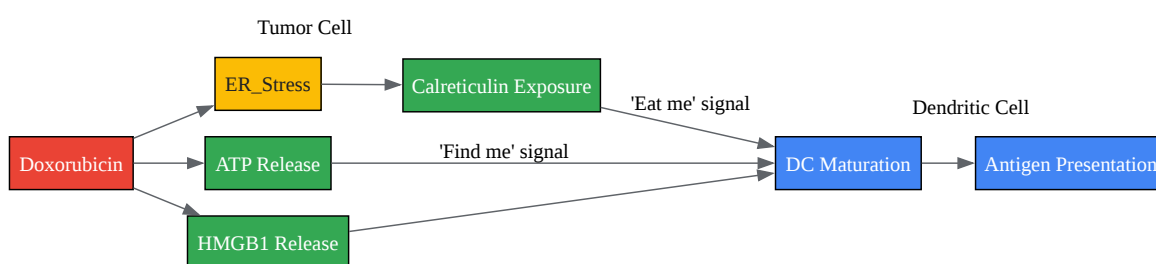 Tumor Cell
ER_Stress
Calreticulin Exposure
'Eat me' signal
Dendritic Cell
Doxorubicin
ATP Release
'Find me' signal
DC Maturation
Antigen Presentation
HMGB1 Release